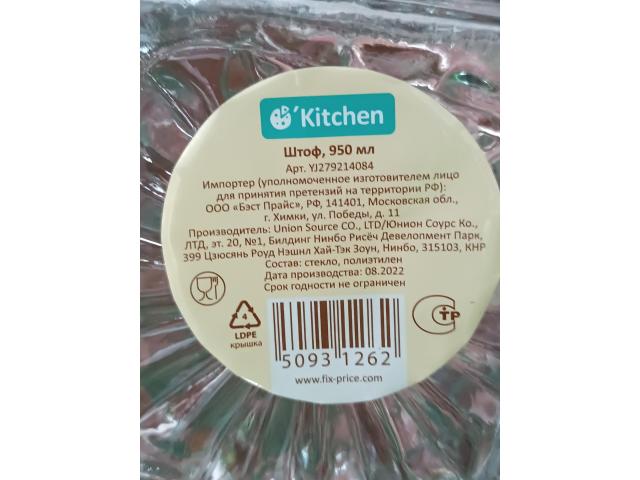 'Kitchen
Штоф, 950 мл
Арт. YJ279214084
Импортер (уполномоченное изготовителем лицо
для принятия претензий на территории РФ):
ООО «Бэст Прайс», РФ, 141401, Московская обл.,
г. Химки, ул. Победы, д. 11
Производитель: Union Source CO., LTD/Юнион Соурс Ко.,
ЛТД, эт. 20, №1, Билдинг Нинбо Рисёч Девелопмент Парк,
399 Цзюсянь Роуд Нэшнл Хай-Тэк Зоун, Нинбо, 315103, КНР
Состав: стекло, полиэтилен
Дата производства: 08.2022
Срок годности не ограничен
4
LDPE
крышка
5093 1262
СТР
www.fix-price.com